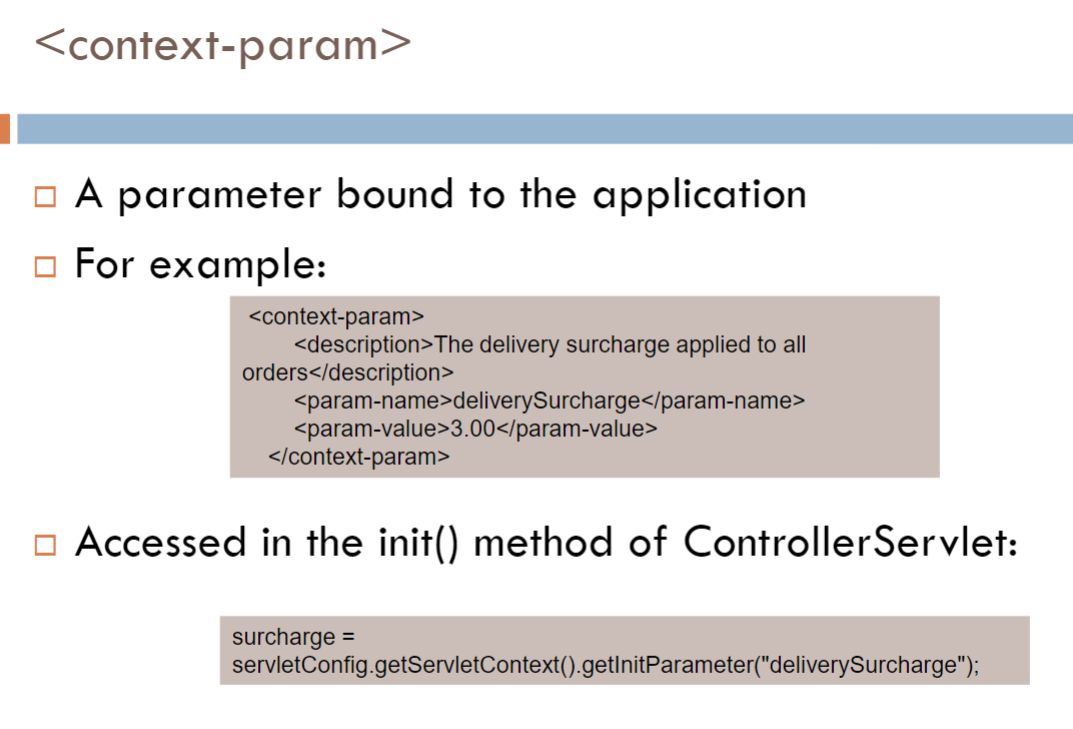 <context-param>
A parameter bound to the application
For example:
<context-param>
<description>The delivery surcharge applied to all
orders</description>
<param-name>deliverySurcharge</param-name>
<param-value>3.00</param-value>
</context-param>
Accessed in the init() method of ControllerServlet:
surcharge =
servletConfig.getServletContext().getInitParameter("deliverySurcharge");